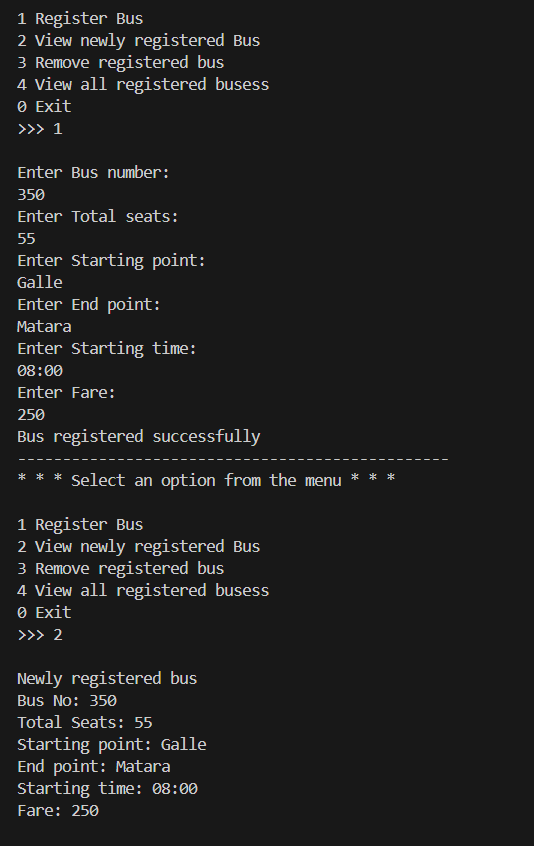 1 Register Bus
2 View newly registered Bus
3 Remove registered bus
4 View all registered busess
0 Exit
>>> 1
Enter Bus number:
350
Enter Total seats:
55
Enter Starting point:
Galle
Enter End point:
Matara
Enter Starting time:
08:00
Enter Fare:
250
Bus registered successfully
------------------------------------------------
* * * Select an option from the menu * * *
1 Register Bus
2 View newly registered Bus
3 Remove registered bus
4 View all registered busess
0 Exit
>>> 2
Newly registered bus
Bus No: 350
Total Seats: 55
Starting point: Galle
End point: Matara
Starting time: 08:00
Fare: 250